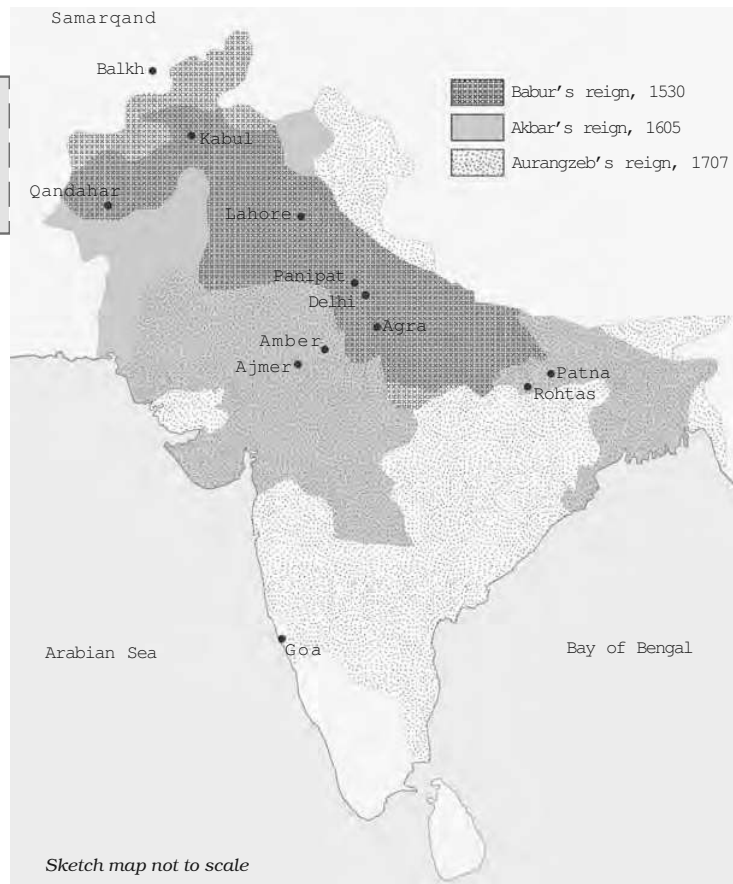 Samarqand
Balkh
Babur's reign, 1530
Akbar's reign, 1605
Aurangzeb's reign, 1707
Kabul
Qandahar
Lahore
Panipat
Delhi
Agra
Amber
Ajmer
Patna
Rohtas
Goa
Arabian Sea
Bay of Bengal
Sketch map not to scale